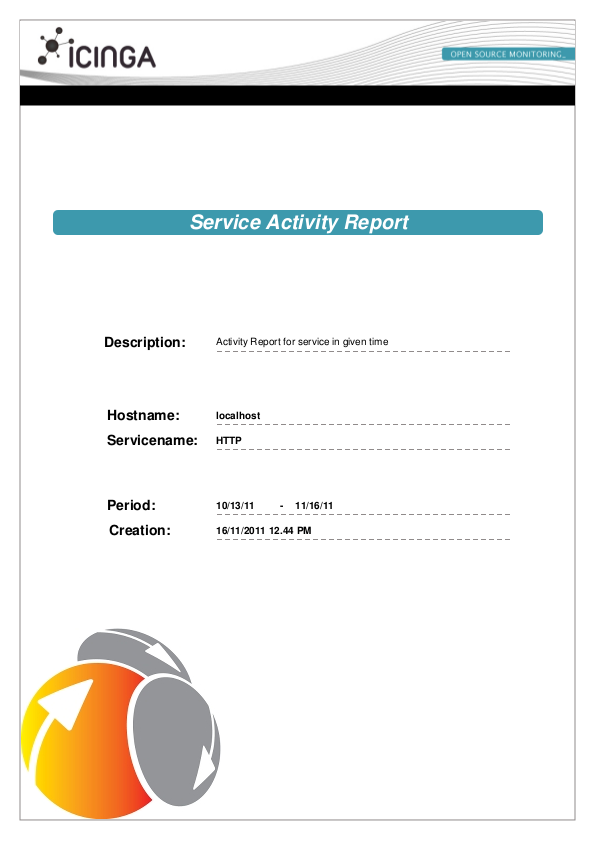 ICINGA
OPEN SOURCE MONITORING_
Service Activity Report
Description: Activity Report for service in given time
Hostname: localhost
Servicename: HTTP
Period: 10/13/11 - 11/16/11
Creation: 16/11/2011 12.44 PM